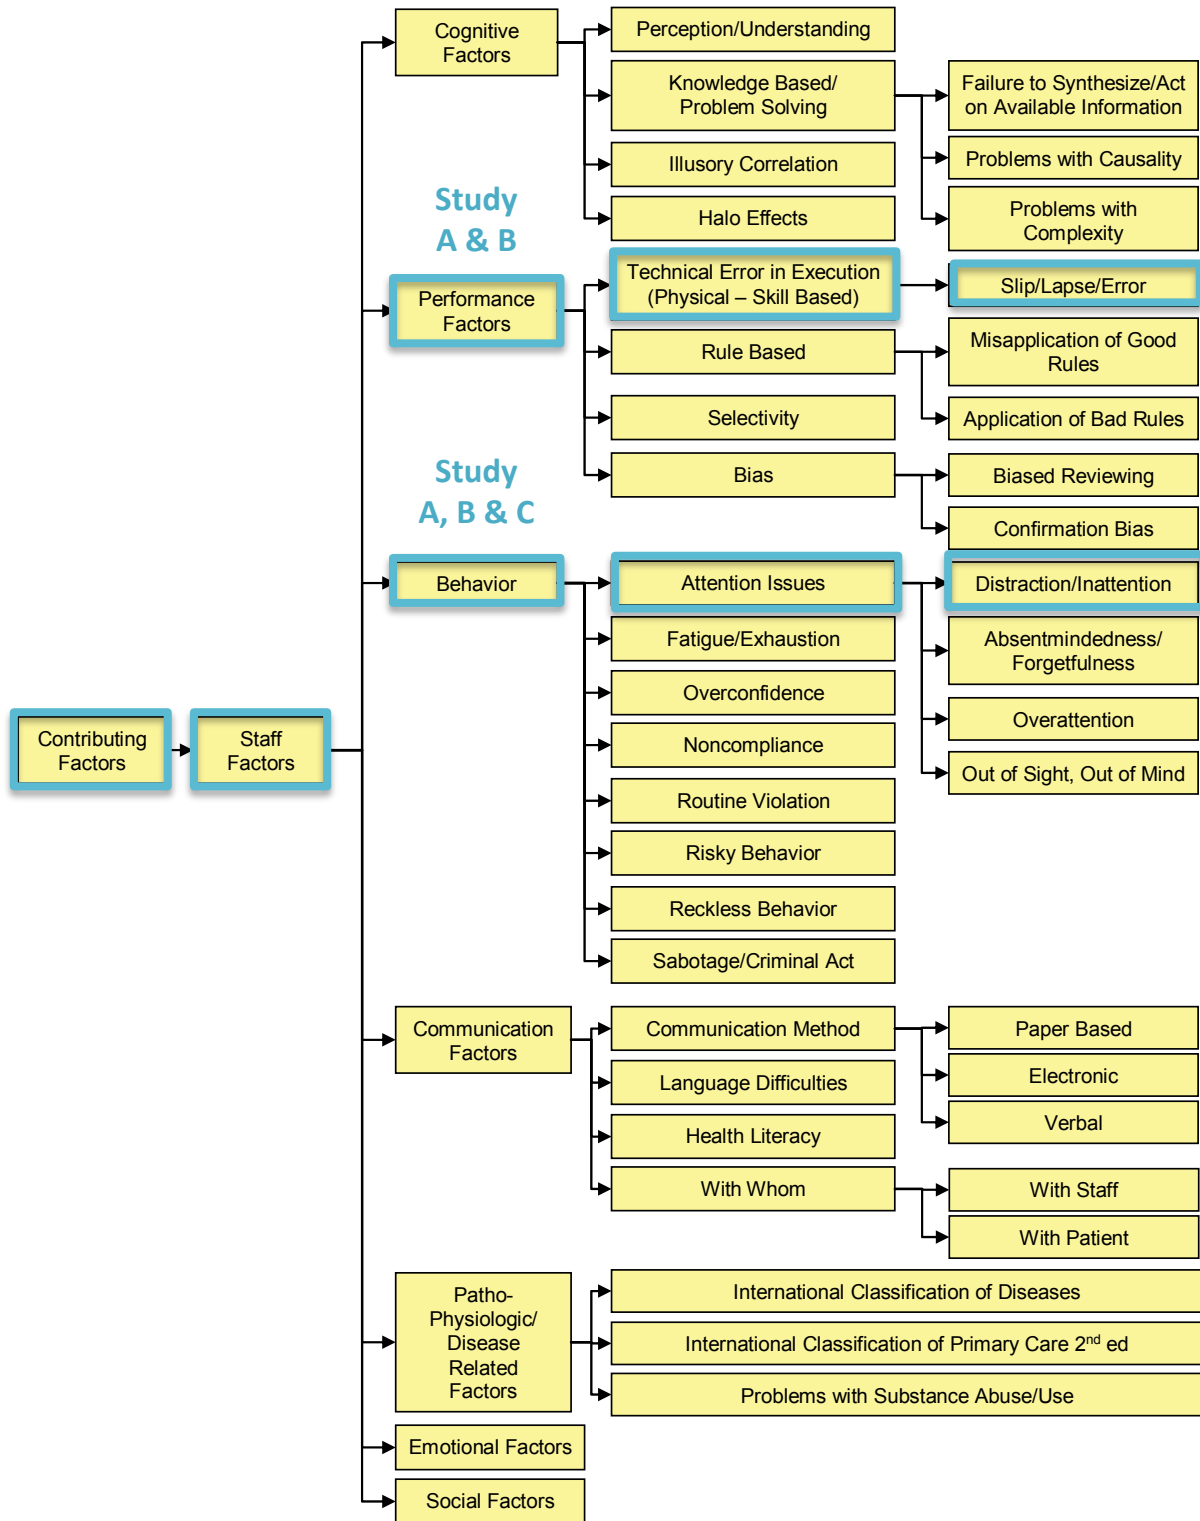 Cognitive
Factors
Perception/Understanding
Knowledge Based/
Problem Solving
Failure to Synthesize/Act
on Available Information
Problems with Causality
Illusory Correlation
Problems with
Complexity
Halo Effects
Study
A & B
Performance
Factors
Technical Error in Execution
(Physical – Skill Based)
Slip/Lapse/Error
Rule Based
Misapplication of Good
Rules
Application of Bad Rules
Selectivity
Bias
Biased Reviewing
Confirmation Bias
Study
A, B & C
Behavior
Attention Issues
Distraction/Inattention
Fatigue/Exhaustion
Absentmindedness/
Forgetfulness
Overconfidence
Overattention
Contributing
Factors
Staff
Factors
Noncompliance
Out of Sight, Out of Mind
Routine Violation
Risky Behavior
Reckless Behavior
Sabotage/Criminal Act
Communication
Factors
Communication Method
Paper Based
Electronic
Verbal
Language Difficulties
Health Literacy
With Whom
With Staff
With Patient
Patho-
Physiologic/
Disease
Related
Factors
International Classification of Diseases
International Classification of Primary Care 2nd ed
Problems with Substance Abuse/Use
Emotional Factors
Social Factors